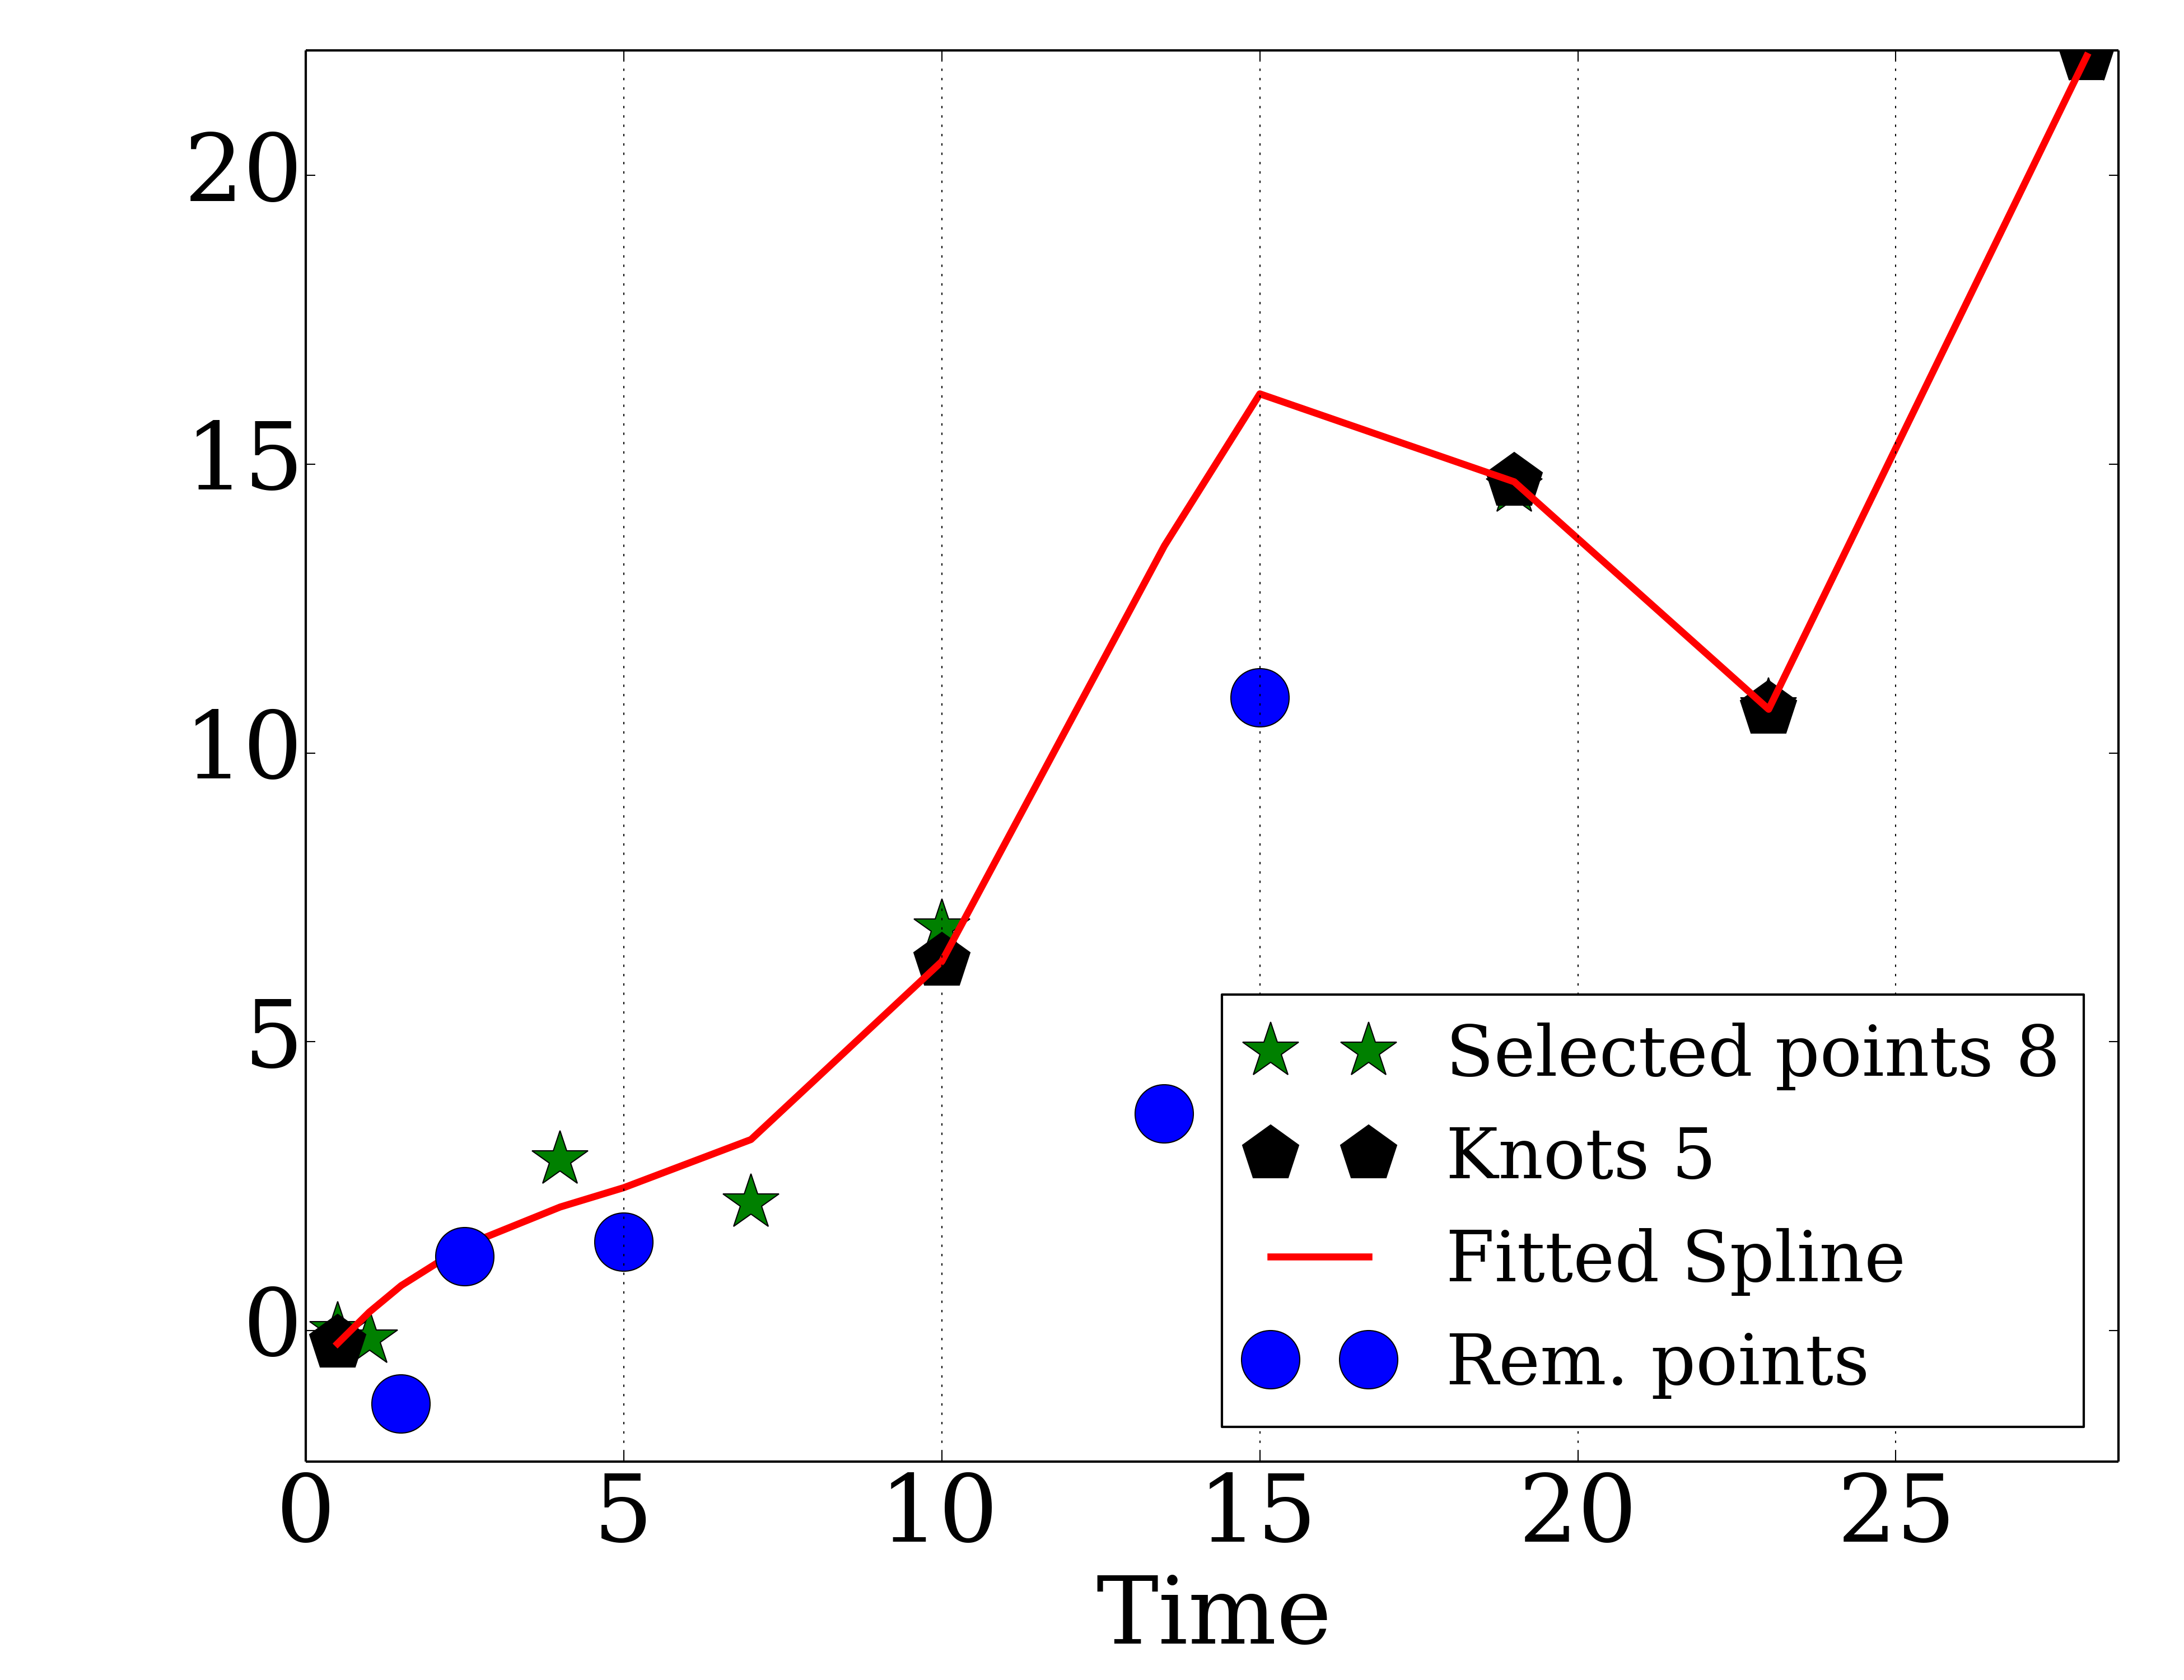 20
15
10
5
0
0 5 10 15 20 25
Time
Selected points 8
Knots 5
Fitted Spline
Rem. points